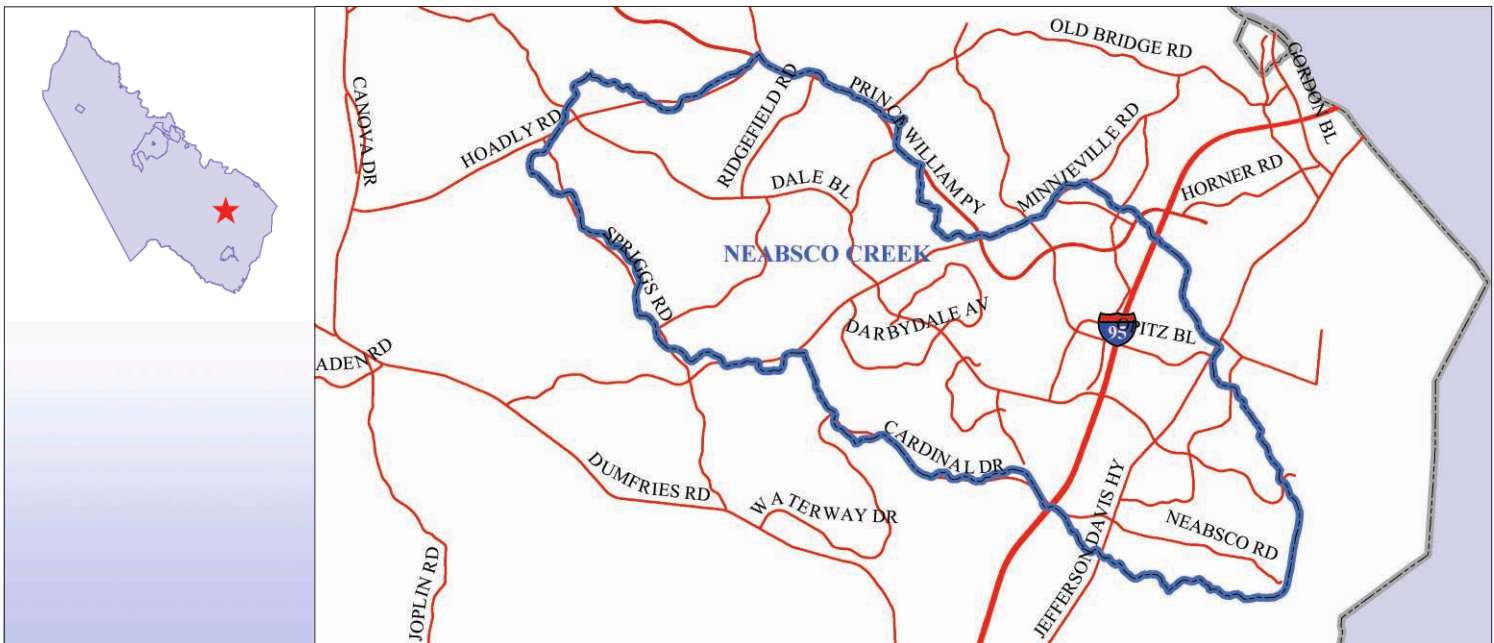 OLD BRIDGE RD
GORDON BL
CANOVA DR
PRINCE WILLIAM PY
RIDGEFIELD RD
HOADLY RD
MINNIEVILLE RD
HORNER RD
DALE BL
NEABSCO CREEK
SPRIGGS RD
DARBYDALE AV
95
OPITZ BL
ADEN RD
CARDINAL DR
DUMFRIES RD
WATERWAY DR
JEFFERSON DAVIS HY
NEABSCO RD
JOPLIN RD